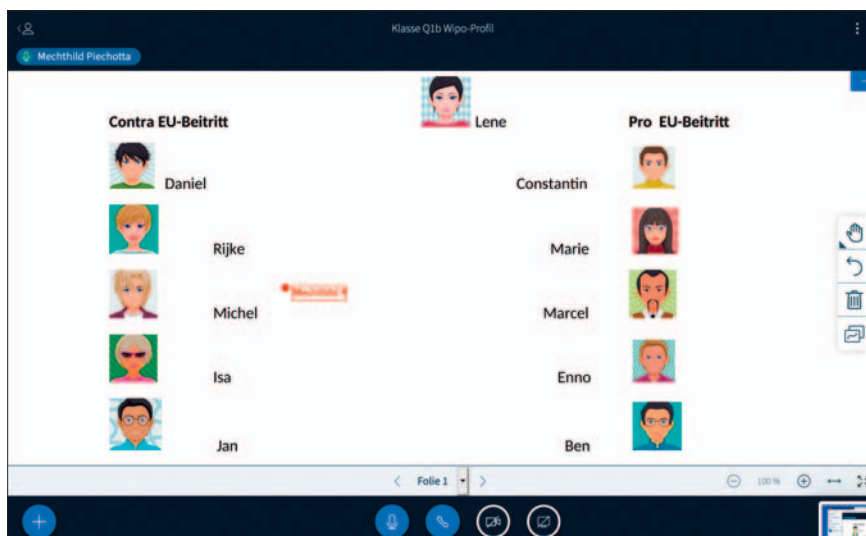 Klasse Q1b Wipo-Profil
Mechthild Piechotta
Lene
Contra EU-Beitritt
Pro EU-Beitritt
Daniel
Constantin
Rijke
Marie
Michel
Marcel
Isa
Enno
Jan
Ben
Folie 1
100 %